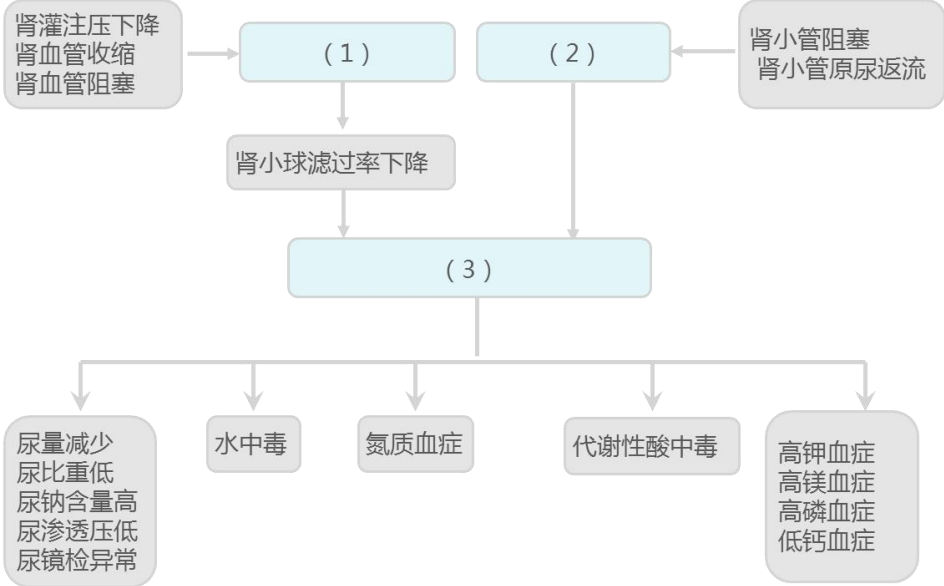 肾灌注压下降
肾血管收缩
肾血管阻塞
（1）
（2）
肾小管阻塞
肾小管原尿返流
肾小球滤过率下降
（3）
尿量减少
尿比重低
尿钠含量高
尿渗透压低
尿镜检异常
水中毒
氮质血症
代谢性酸中毒
高钾血症
高镁血症
高磷血症
低钙血症